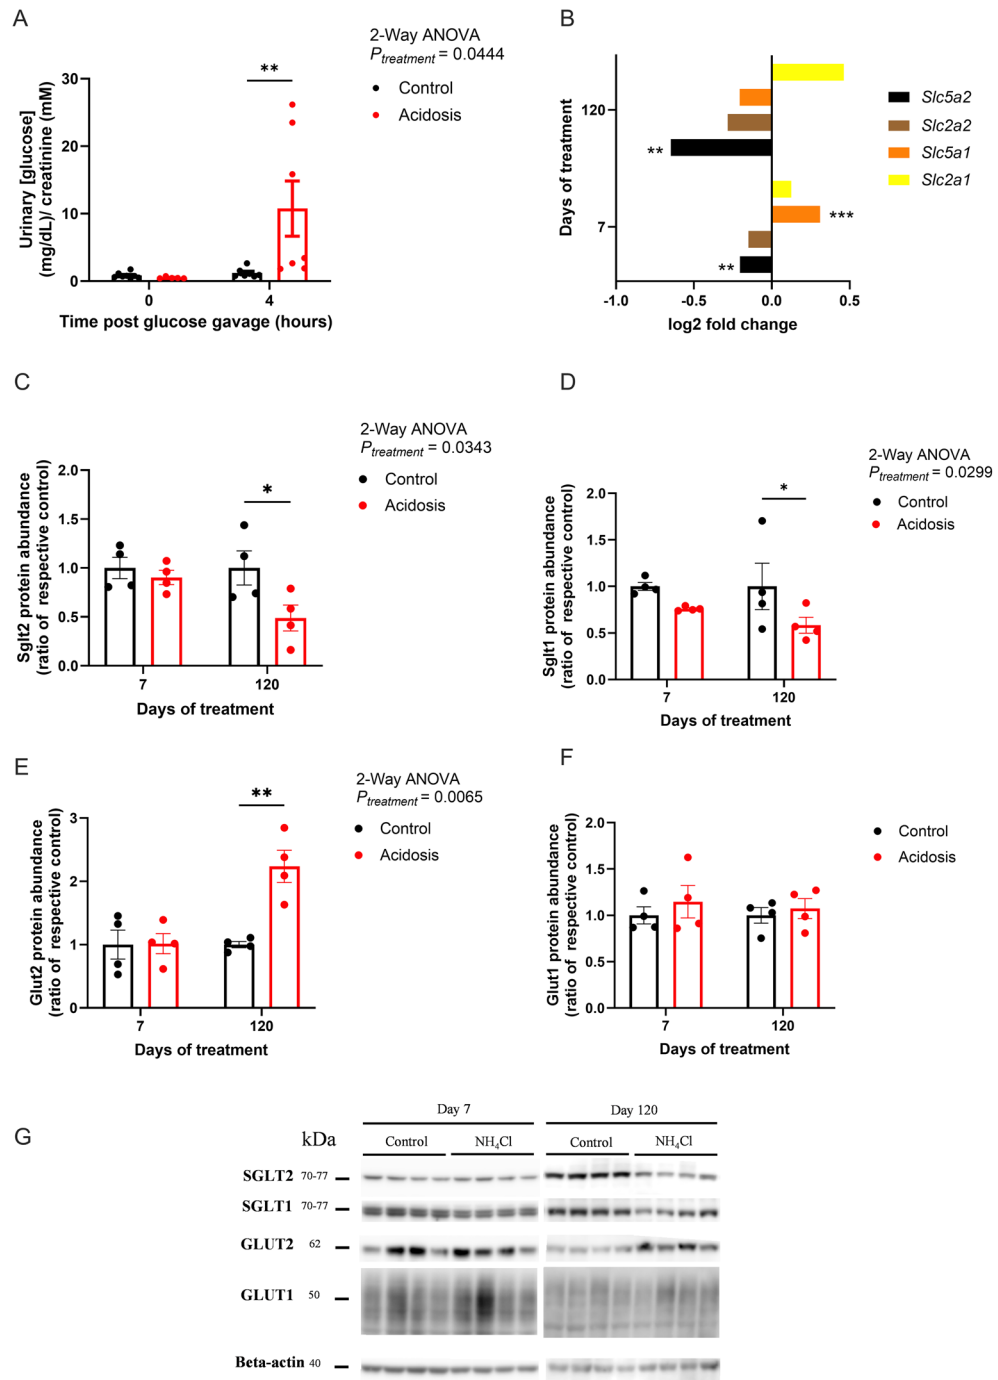 A
2-Way ANOVA
Ptreatment = 0.0444
Control
Acidosis
**
Urinary [glucose]
(mg/dL)/ creatinine (mM)
30
20
10
0
0
4
Time post glucose gavage (hours)
B
Days of treatment
120
7
**
***
**
-1.0
-0.5
0.0
0.5
log2 fold change
Slc5a2
Slc2a2
Slc5a1
Slc2a1
C
2-Way ANOVA
Ptreatment = 0.0343
Control
Acidosis
*
Sglt2 protein abundance
(ratio of respective control)
2.0
1.5
1.0
0.5
0.0
7
120
Days of treatment
D
2-Way ANOVA
Ptreatment = 0.0299
Control
Acidosis
*
Sglt1 protein abundance
(ratio of respective control)
2.0
1.5
1.0
0.5
0.0
7
120
Days of treatment
E
2-Way ANOVA
Ptreatment = 0.0065
Control
Acidosis
**
Glut2 protein abundance
(ratio of respective control)
3
2
1
0
7
120
Days of treatment
F
Control
Acidosis
Glut1 protein abundance
(ratio of respective control)
2.0
1.5
1.0
0.5
0.0
7
120
Days of treatment
G
Day 7
Day 120
kDa
Control
NH4Cl
Control
NH4Cl
SGLT2 70-77
SGLT1 70-77
GLUT2 62
GLUT1 50
Beta-actin 40